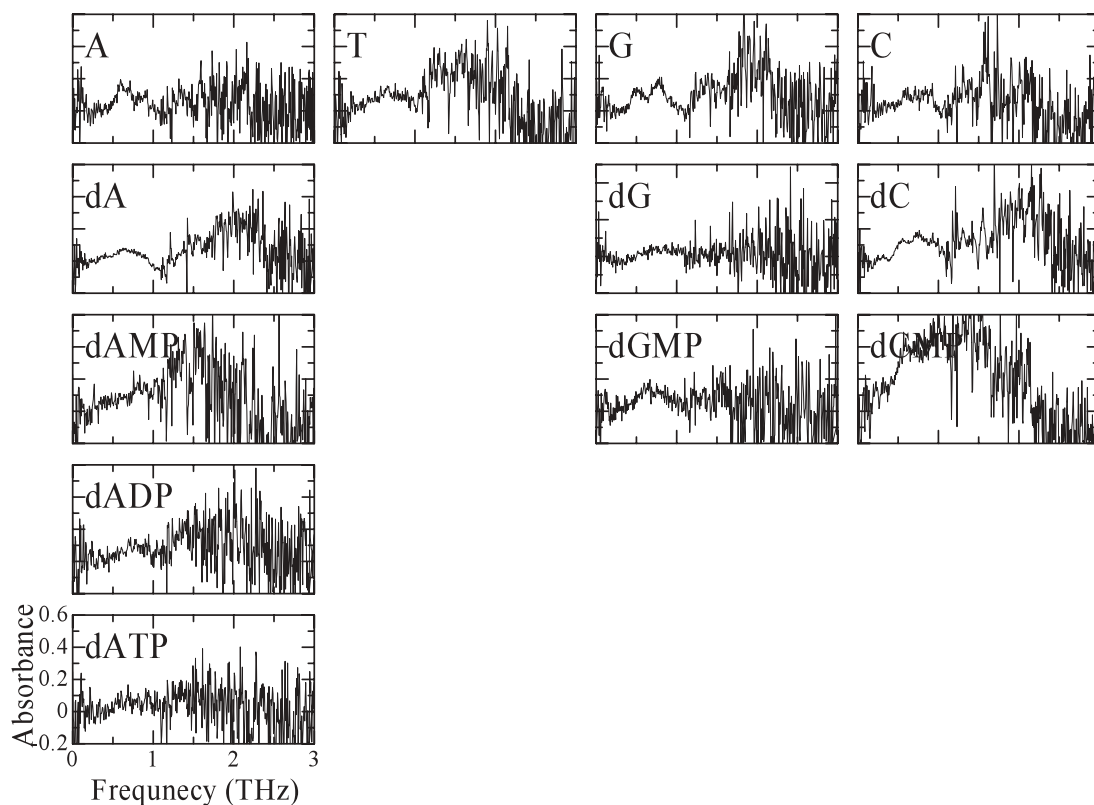 A T G C
dA dG dC
dAMP dGMP dCMP
dADP
dATP
Absorbance
0.6
0.4
0.2
0
-0.2
0 1 2 3
Frequnecy (THz)